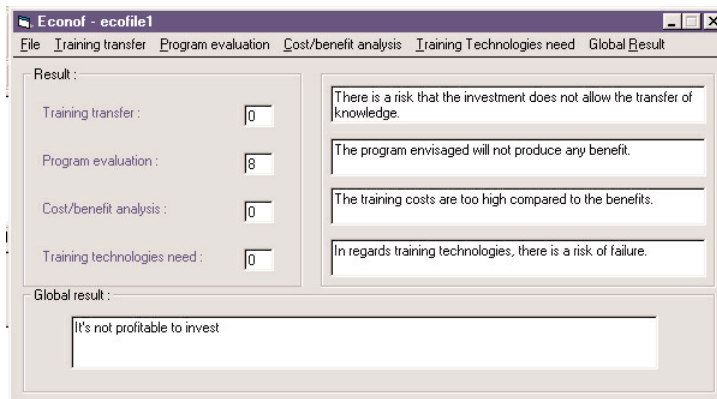 Econof - ecofile1
File Training transfer Program evaluation Cost/benefit analysis Training Technologies need Global Result
Result :
Training transfer : 0
There is a risk that the investment does not allow the transfer of
knowledge.
Program evaluation : 8
The program envisaged will not produce any benefit.
Cost/benefit analysis : 0
The training costs are too high compared to the benefits.
Training technologies need : 0
In regards training technologies, there is a risk of failure.
Global result :
It's not profitable to invest